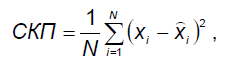 СКП = 1/N ∑_{i=1}^{N} (x_i − x̂_i)² ,